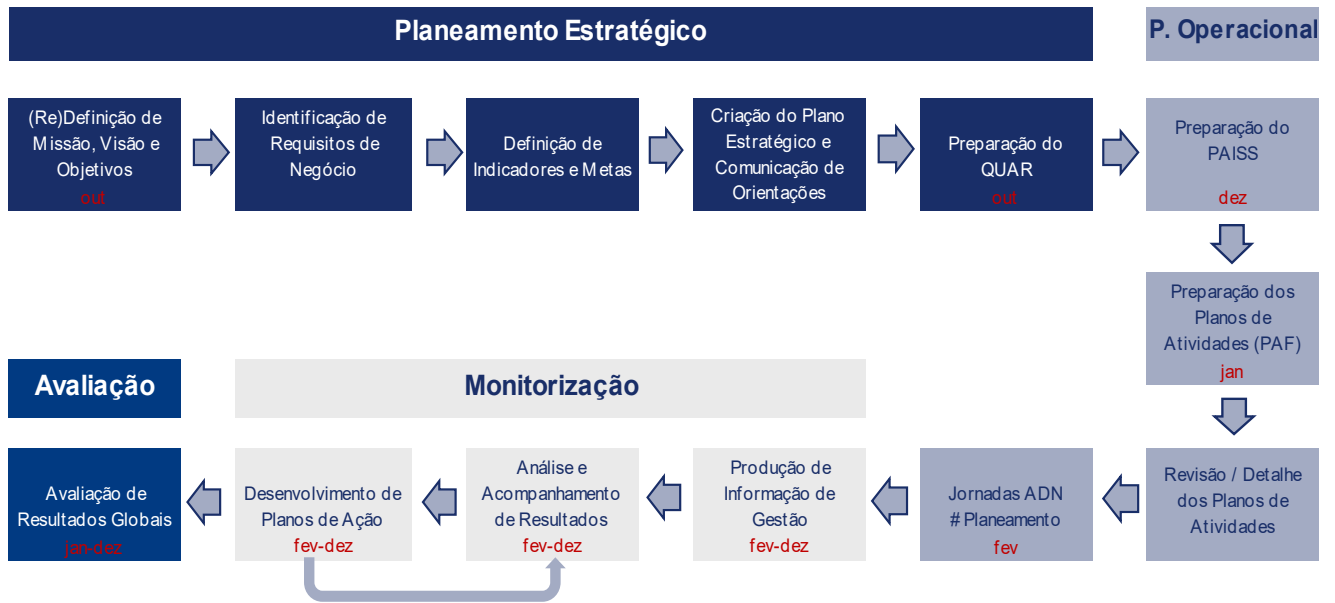 Planeamento Estratégico
P. Operacional
(Re)Definição de
Missão, Visão e
Objetivos
out
Identificação de
Requisitos de
Negócio
Definição de
Indicadores e Metas
Criação do Plano
Estratégico e
Comunicação de
Orientações
Preparação do
QUAR
out
Preparação do
PAISS
dez
Preparação dos
Planos de
Atividades (PAF)
jan
Avaliação
Monitorização
Avaliação de
Resultados Globais
jan-dez
Desenvolvimento de
Planos de Ação
fev-dez
Análise e
Acompanhamento
de Resultados
fev-dez
Produção de
Informação de
Gestão
fev-dez
Jornadas ADN
# Planeamento
fev
Revisão / Detalhe
dos Planos de
Atividades